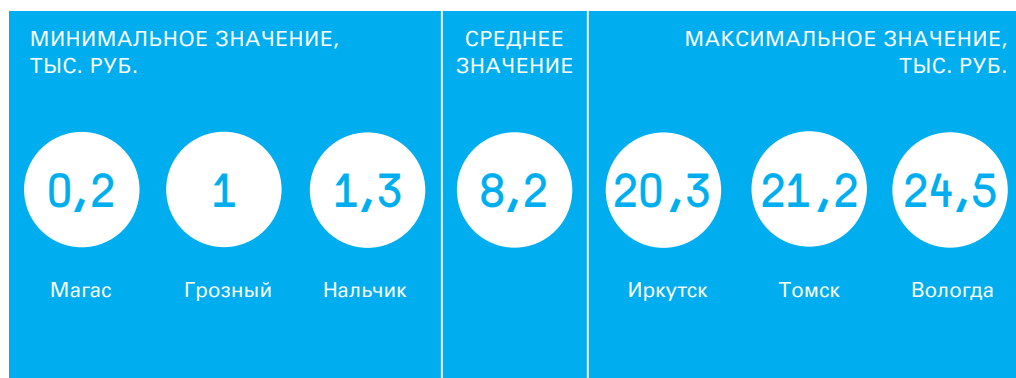 МИНИМАЛЬНОЕ ЗНАЧЕНИЕ,
ТЫС. РУБ.
СРЕДНЕЕ
ЗНАЧЕНИЕ
МАКСИМАЛЬНОЕ ЗНАЧЕНИЕ,
ТЫС. РУБ.
0,2
1
1,3
8,2
20,3
21,2
24,5
Магас
Грозный
Нальчик
Иркутск
Томск
Вологда